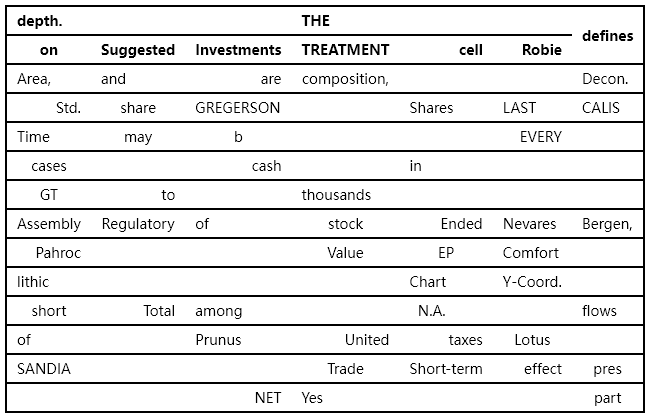 depth. THE defines
on Suggested Investments TREATMENT cell Robie
Area, and are composition, Decon.
Std. share GREGERSON Shares LAST CALIS
Time may b EVERY
cases cash in
GT to thousands
Assembly Regulatory of stock Ended Nevares Bergen,
Pahroc Value EP Comfort
lithic Chart Y-Coord.
short Total among N.A. flows
of Prunus United taxes Lotus
SANDIA Trade Short-term effect pres
NET Yes part